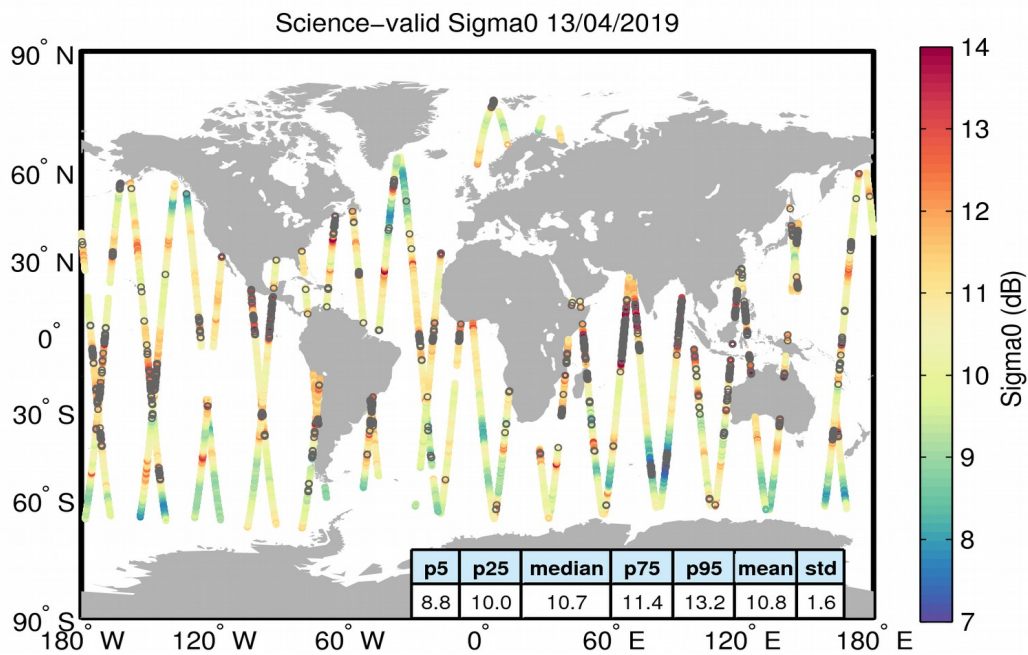 Science−valid Sigma0 13/04/2019
90° N
60° N
30° N
0°
30° S
60° S
90° S
180° W
120° W
60° W
0°
60° E
120° E
180° E
14
13
12
11
10
9
8
7
Sigma0 (dB)
p5 p25 median p75 p95 mean std
8.8 10.0 10.7 11.4 13.2 10.8 1.6